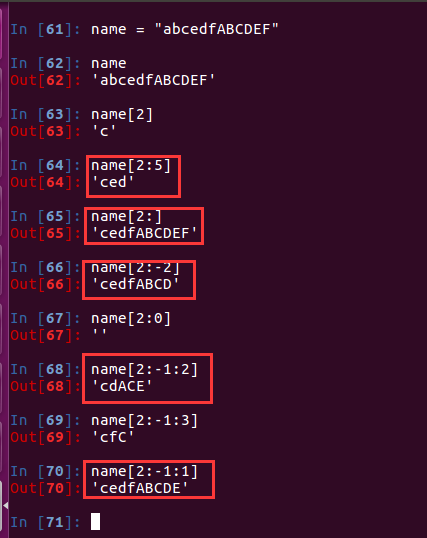 In [61]: name = "abcedfABCDEF"
In [62]: name
Out[62]: 'abcedfABCDEF'
In [63]: name[2]
Out[63]: 'c'
In [64]: name[2:5]
Out[64]: 'ced'
In [65]: name[2:]
Out[65]: 'cedfABCDEF'
In [66]: name[2:-2]
Out[66]: 'cedfABCD'
In [67]: name[2:0]
Out[67]: ''
In [68]: name[2:-1:2]
Out[68]: 'cdACE'
In [69]: name[2:-1:3]
Out[69]: 'cfC'
In [70]: name[2:-1:1]
Out[70]: 'cedfABCDE'
In [71]: